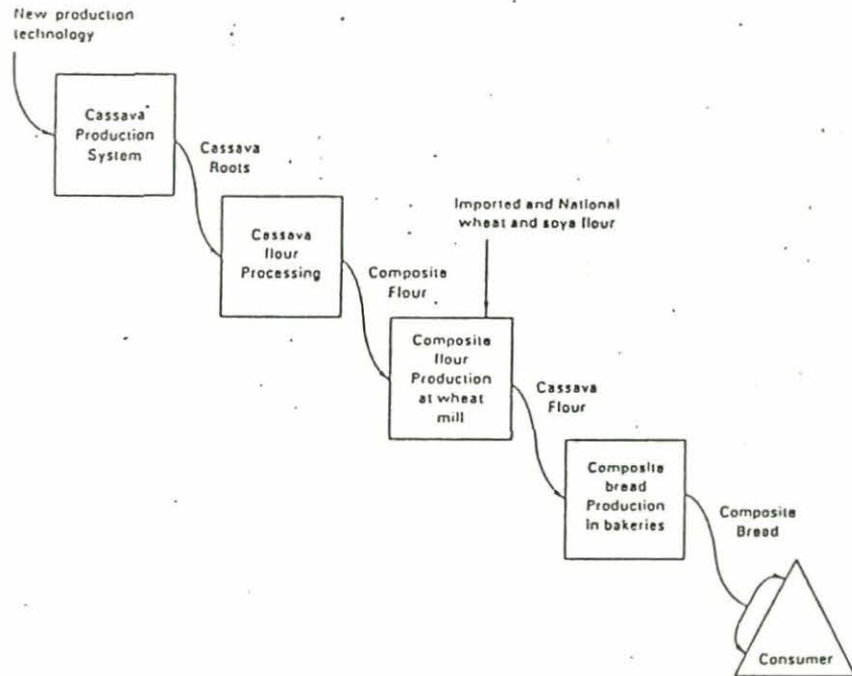 New production
technology
Cassava
Production
System
Cassava
Roots
Imported and National
wheat and soya flour
Cassava
flour
Processing
Composite
Flour
Composite
flour
Production
at wheat
mill
Cassava
Flour
Composite
bread
Production
In bakeries
Composite
Bread
Consumer